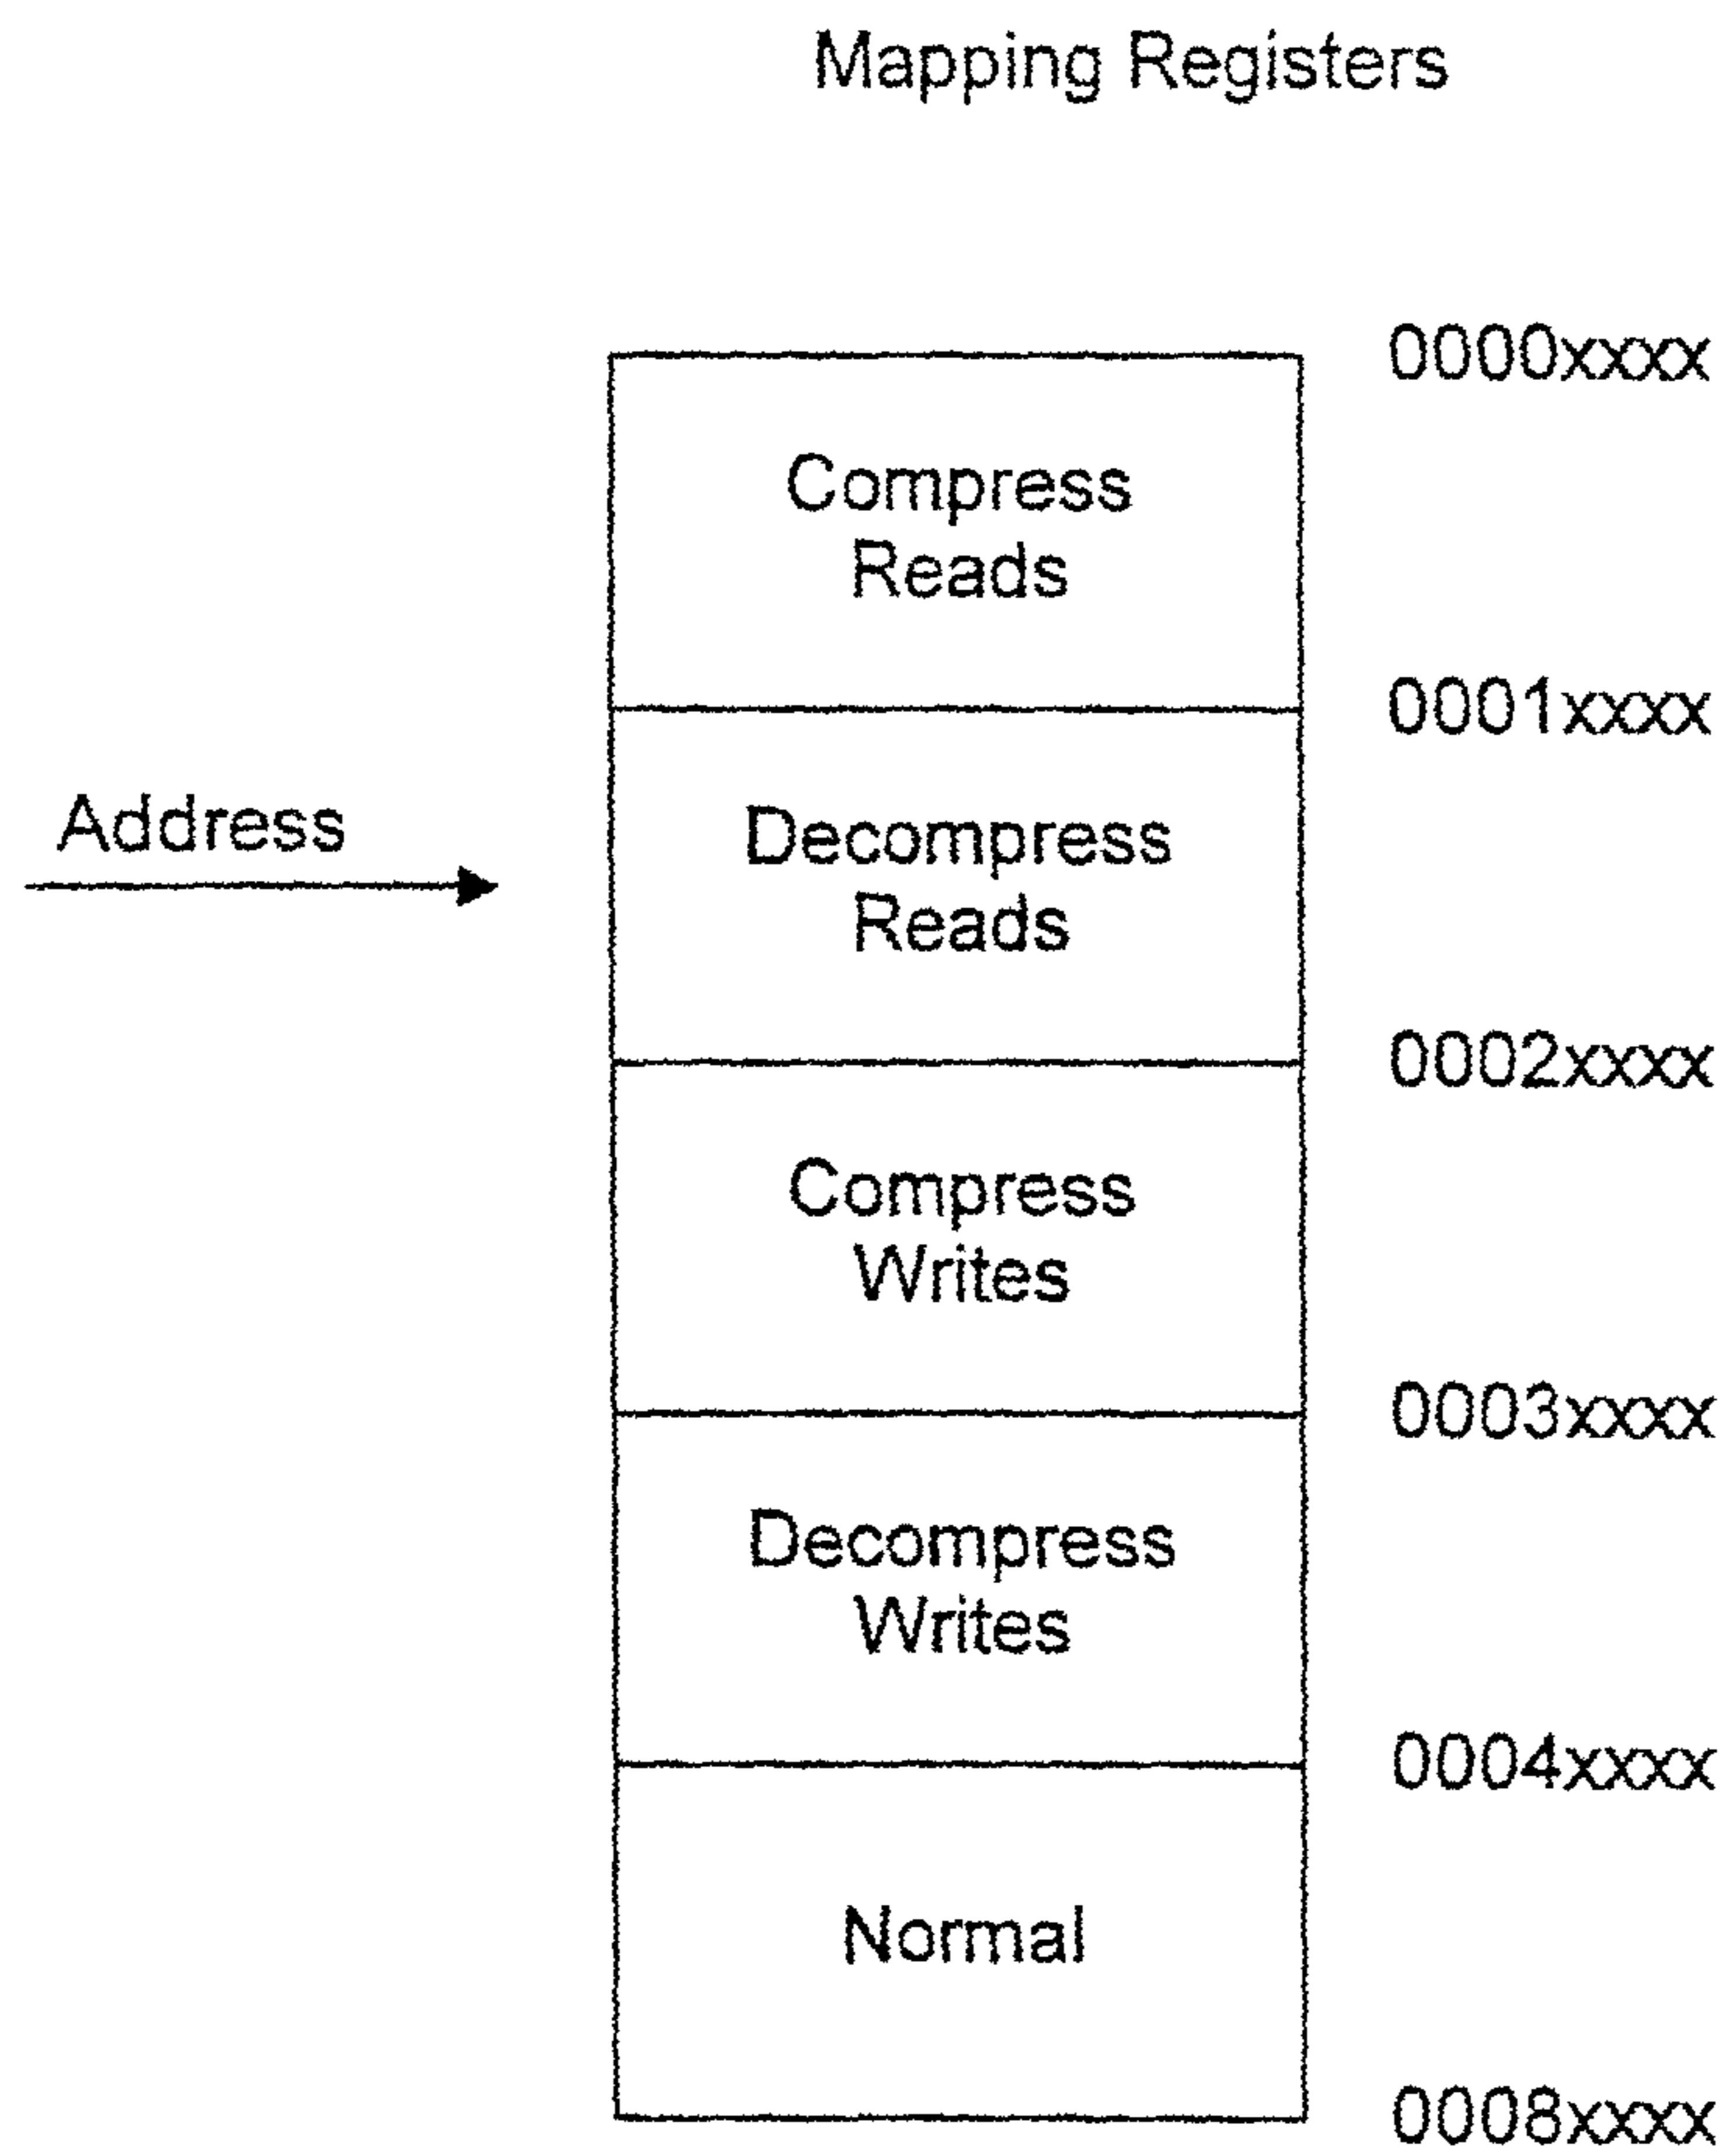 Mapping Registers
0000xxxx
Compress
Reads
0001xxxx
Address
Decompress
Reads
0002xxxx
Compress
Writes
0003xxxx
Decompress
Writes
0004xxxx
Normal
0008xxxx